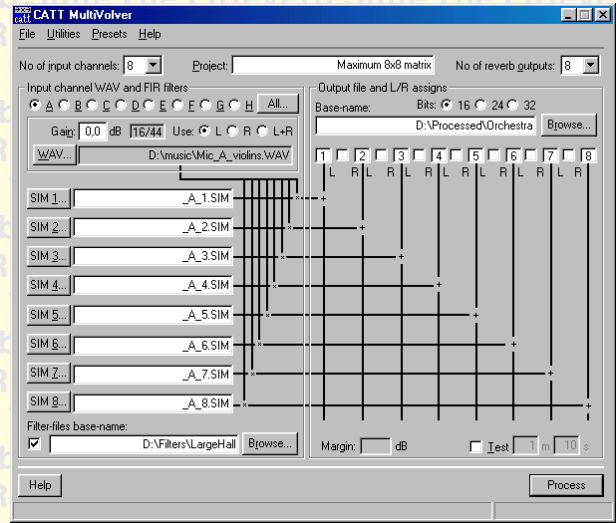 CATT MultiVolver
File Utilities Presets Help
No of input channels: 8 Project: Maximum 8x8 matrix No of reverb outputs: 8
Input channel WAV and FIR filters
A B C D E F G H All...
Gain: 0,0 dB 16/44 Use: L R L+R
WAV... D:\music\Mic_A_violins.WAV
SIM 1... _A_1.SIM
SIM 2... _A_2.SIM
SIM 3... _A_3.SIM
SIM 4... _A_4.SIM
SIM 5... _A_5.SIM
SIM 6... _A_6.SIM
SIM 7... _A_7.SIM
SIM 8... _A_8.SIM
Filter-files base-name:
D:\Filters\LargeHall Browse...
Output file and L/R assigns
Base-name: Bits: 16 24 32
D:\Processed\Orchestra Browse...
1 2 3 4 5 6 7 8
L R L R L R L R L R L R L R
Margin: dB Test 1 m 10 s
Help Process